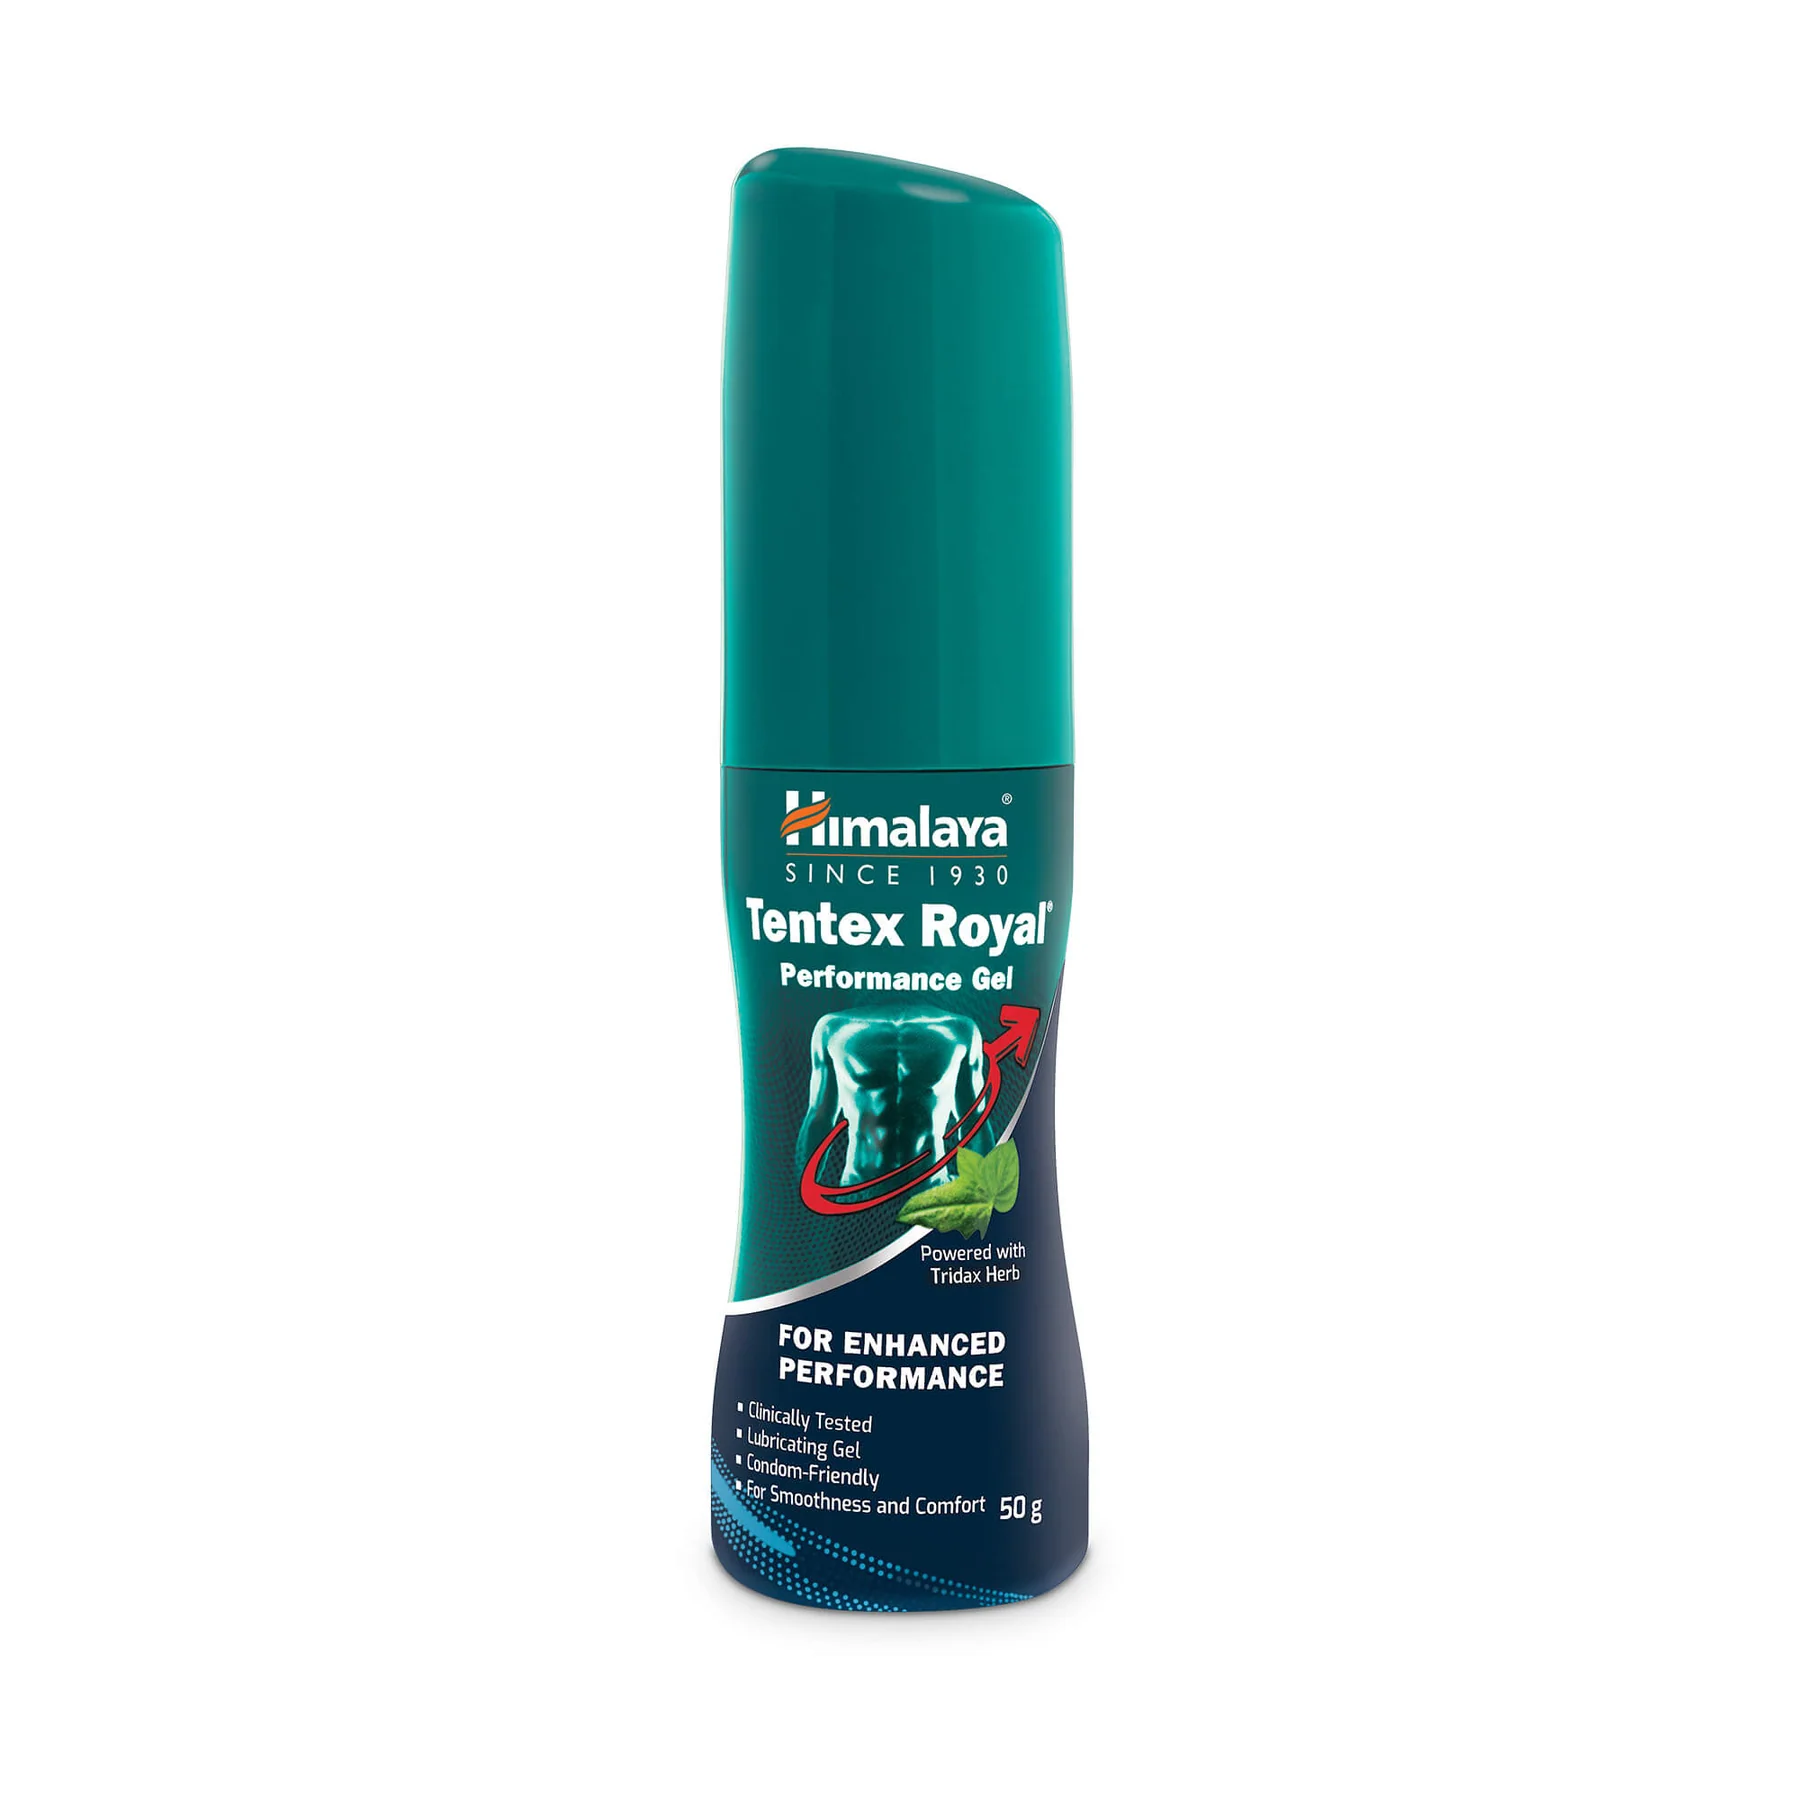 Himalaya®
SINCE 1930
Tentex Royal®
Performance Gel
Powered with
Tridax Herb
FOR ENHANCED
PERFORMANCE
▪ Clinically Tested
▪ Lubricating Gel
▪ Condom-Friendly
▪ For Smoothness and Comfort
50 g